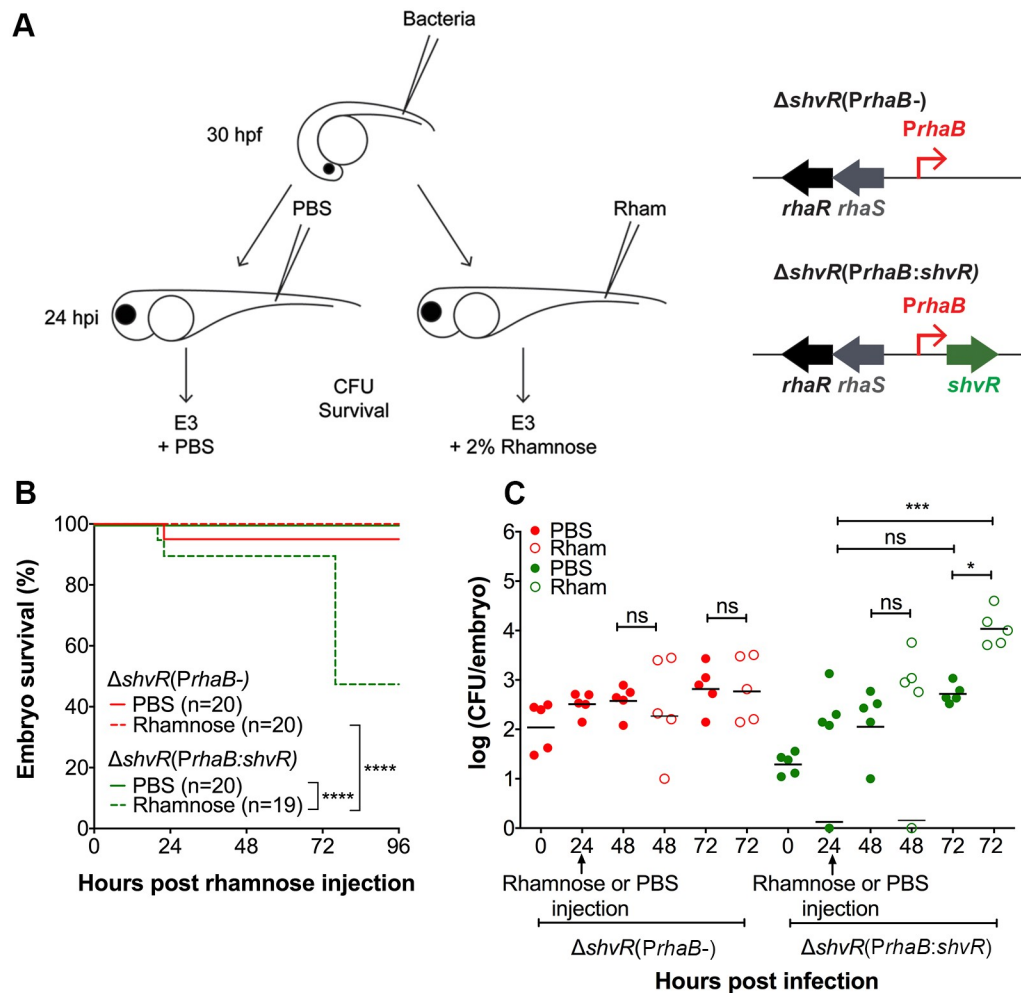 A
Bacteria
30 hpf
PBS
Rham
24 hpi
CFU
Survival
E3
+ PBS
E3
+ 2% Rhamnose
ΔshvR(PrhaB-)
PrhaB
rhaR rhaS
ΔshvR(PrhaB:shvR)
PrhaB
rhaR rhaS shvR
B
Embryo survival (%)
100
80
60
40
20
0
ΔshvR(PrhaB-)
PBS (n=20)
Rhamnose (n=20)
ΔshvR(PrhaB:shvR)
PBS (n=20)
Rhamnose (n=19)
****
****
0 24 48 72 96
Hours post rhamnose injection
C
log (CFU/embryo)
6
5
4
3
2
1
0
PBS
Rham
PBS
Rham
ns
ns
ns
***
ns
*
0 24 48 48 72 72 0 24 48 48 72 72
Rhamnose or PBS
injection
Rhamnose or PBS
injection
ΔshvR(PrhaB-)
ΔshvR(PrhaB:shvR)
Hours post infection